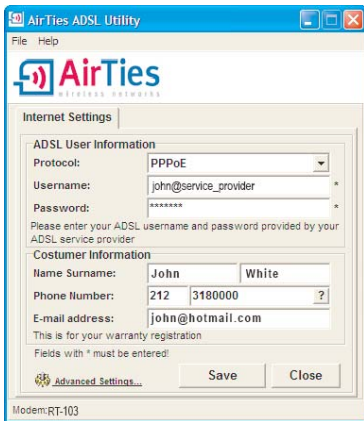 AirTies ADSL Utility
File Help
AirTies
wireless networks
Internet Settings
ADSL User Information
Protocol: PPPoE
Username: john@service_provider *
Password: ******* *
Please enter your ADSL username and password provided by your
ADSL service provider
Costumer Information
Name Surname: John White
Phone Number: 212 3180000 ?
E-mail address: john@hotmail.com
This is for your warranty registration
Fields with * must be entered!
Advanced Settings... Save Close
Modem:RT-103